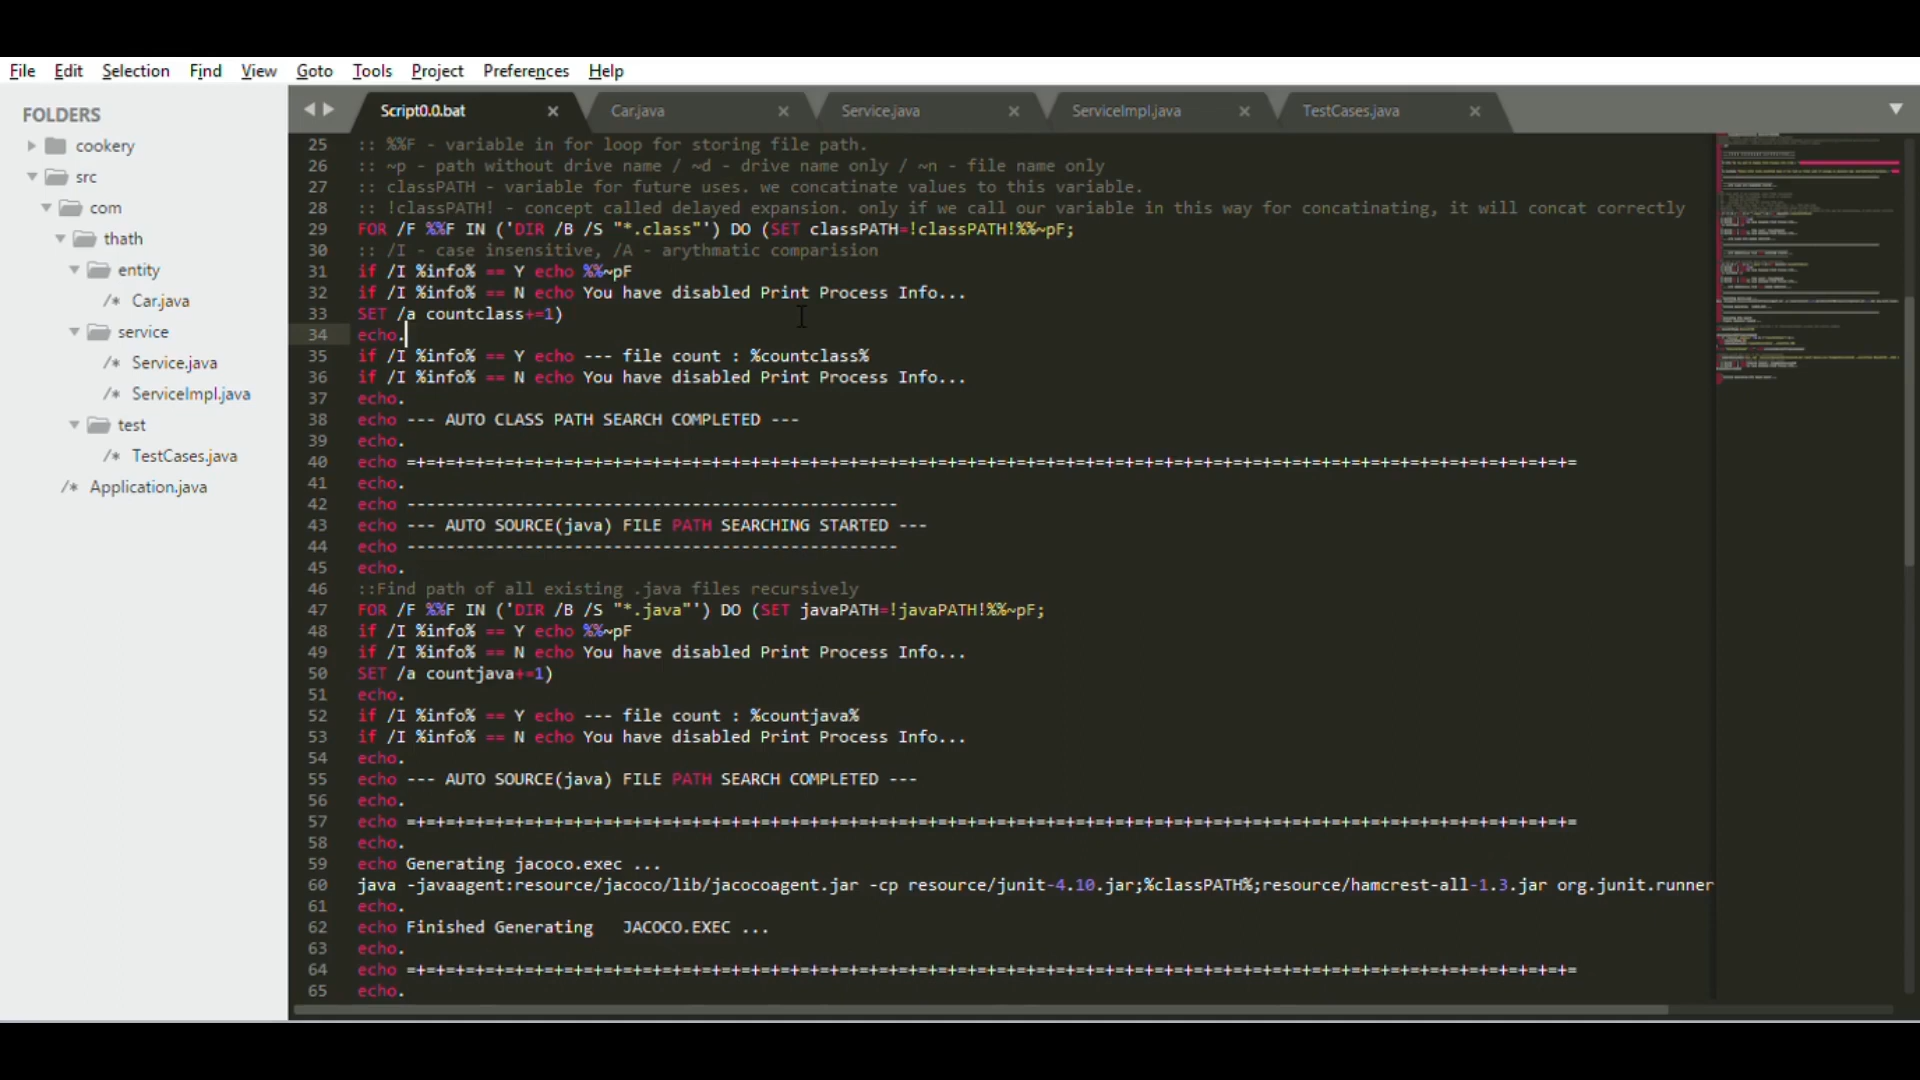 File Edit Selection Find View Goto Tools Project Preferences Help
FOLDERS
cookery
src
com
thath
entity
/* Car.java
service
/* Service.java
/* ServiceImpl.java
test
/* TestCases.java
/* Application.java
Script0.0.bat × Car.java × Service.java × ServiceImpl.java × TestCases.java ×
25 :: %%F - variable in for loop for storing file path.
26 :: ~p - path without drive name / ~d - drive name only / ~n - file name only
27 :: classPATH - variable for future uses. we concatinate values to this variable.
28 :: !classPATH! - concept called delayed expansion. only if we call our variable in this way for concatinating, it will concat correctly
29 FOR /F %%F IN ('DIR /B /S "*.class"') DO (SET classPATH=!classPATH!%%~pF;
30 :: /I - case insensitive, /A - arythmatic comparision
31 if /I %info% == Y echo %%~pF
32 if /I %info% == N echo You have disabled Print Process Info...
33 SET /a countclass+=1)
34 echo.
35 if /I %info% == Y echo --- file count : %countclass%
36 if /I %info% == N echo You have disabled Print Process Info...
37 echo.
38 echo --- AUTO CLASS PATH SEARCH COMPLETED ---
39 echo.
40 echo =+=+=+=+=+=+=+=+=+=+=+=+=+=+=+=+=+=+=+=+=+=+=+=+=+=+=+=+=+=+=+=+=+=+=+=+=+=+=+=+=+=+=+=+=+=+=+=+=+=+=+=+=+=+=+=+=+=+=+=
41 echo.
42 echo --------------------------------------------------
43 echo --- AUTO SOURCE(java) FILE PATH SEARCHING STARTED ---
44 echo --------------------------------------------------
45 echo.
46 ::Find path of all existing .java files recursively
47 FOR /F %%F IN ('DIR /B /S "*.java"') DO (SET javaPATH=!javaPATH!%%~pF;
48 if /I %info% == Y echo %%~pF
49 if /I %info% == N echo You have disabled Print Process Info...
50 SET /a countjava+=1)
51 echo.
52 if /I %info% == Y echo --- file count : %countjava%
53 if /I %info% == N echo You have disabled Print Process Info...
54 echo.
55 echo --- AUTO SOURCE(java) FILE PATH SEARCH COMPLETED ---
56 echo.
57 echo =+=+=+=+=+=+=+=+=+=+=+=+=+=+=+=+=+=+=+=+=+=+=+=+=+=+=+=+=+=+=+=+=+=+=+=+=+=+=+=+=+=+=+=+=+=+=+=+=+=+=+=+=+=+=+=+=+=+=+=
58 echo.
59 echo Generating jacoco.exec ...
60 java -javaagent:resource/jacoco/lib/jacocoagent.jar -cp resource/junit-4.10.jar;%classPATH%;resource/hamcrest-all-1.3.jar org.junit.runner
61 echo.
62 echo Finished Generating   JACOCO.EXEC ...
63 echo.
64 echo =+=+=+=+=+=+=+=+=+=+=+=+=+=+=+=+=+=+=+=+=+=+=+=+=+=+=+=+=+=+=+=+=+=+=+=+=+=+=+=+=+=+=+=+=+=+=+=+=+=+=+=+=+=+=+=+=+=+=+=
65 echo.